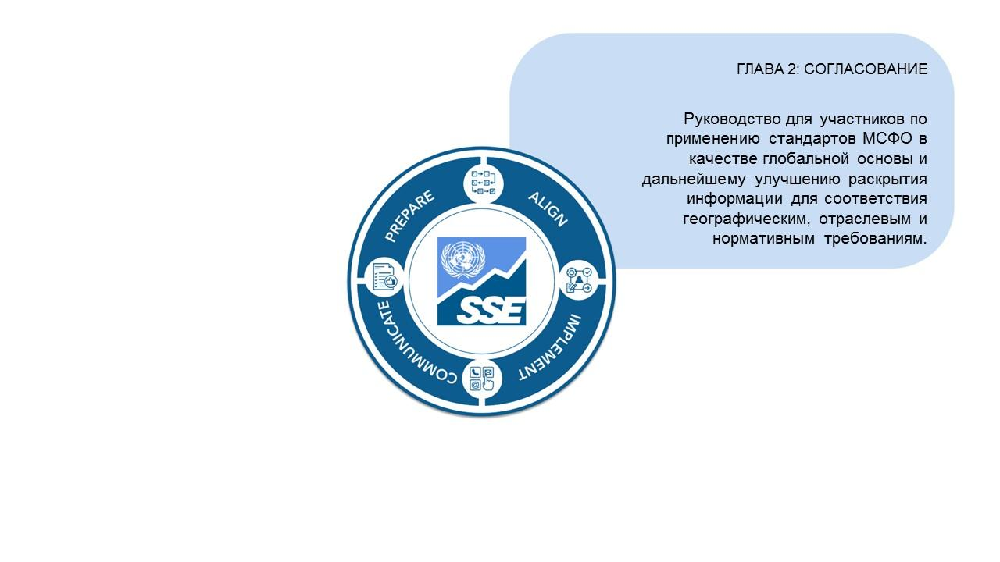 ГЛАВА 2: СОГЛАСОВАНИЕ
Руководство для участников по
применению стандартов МСФО в
качестве глобальной основы и
дальнейшему улучшению раскрытия
информации для соответствия
географическим, отраслевым и
нормативным требованиям.
PREPARE
ALIGN
SSE
COMMUNICATE
IMPLEMENT
@